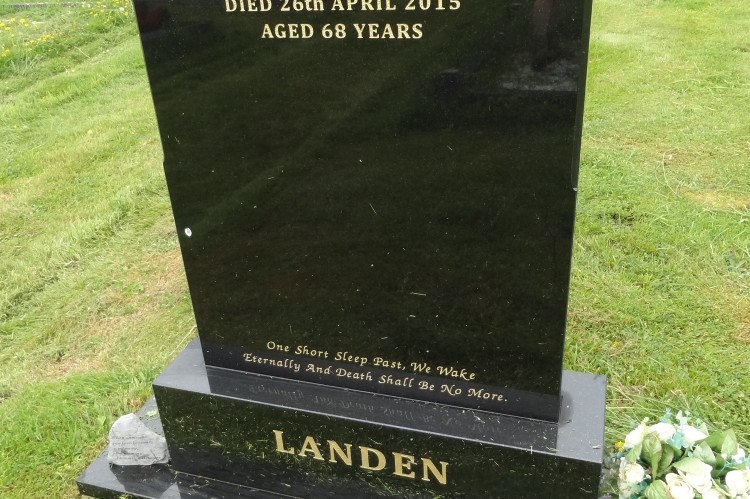 DIED 26th APRIL 2015
AGED 68 YEARS
One Short Sleep Past, We Wake
Eternally And Death Shall Be No More.
LANDEN